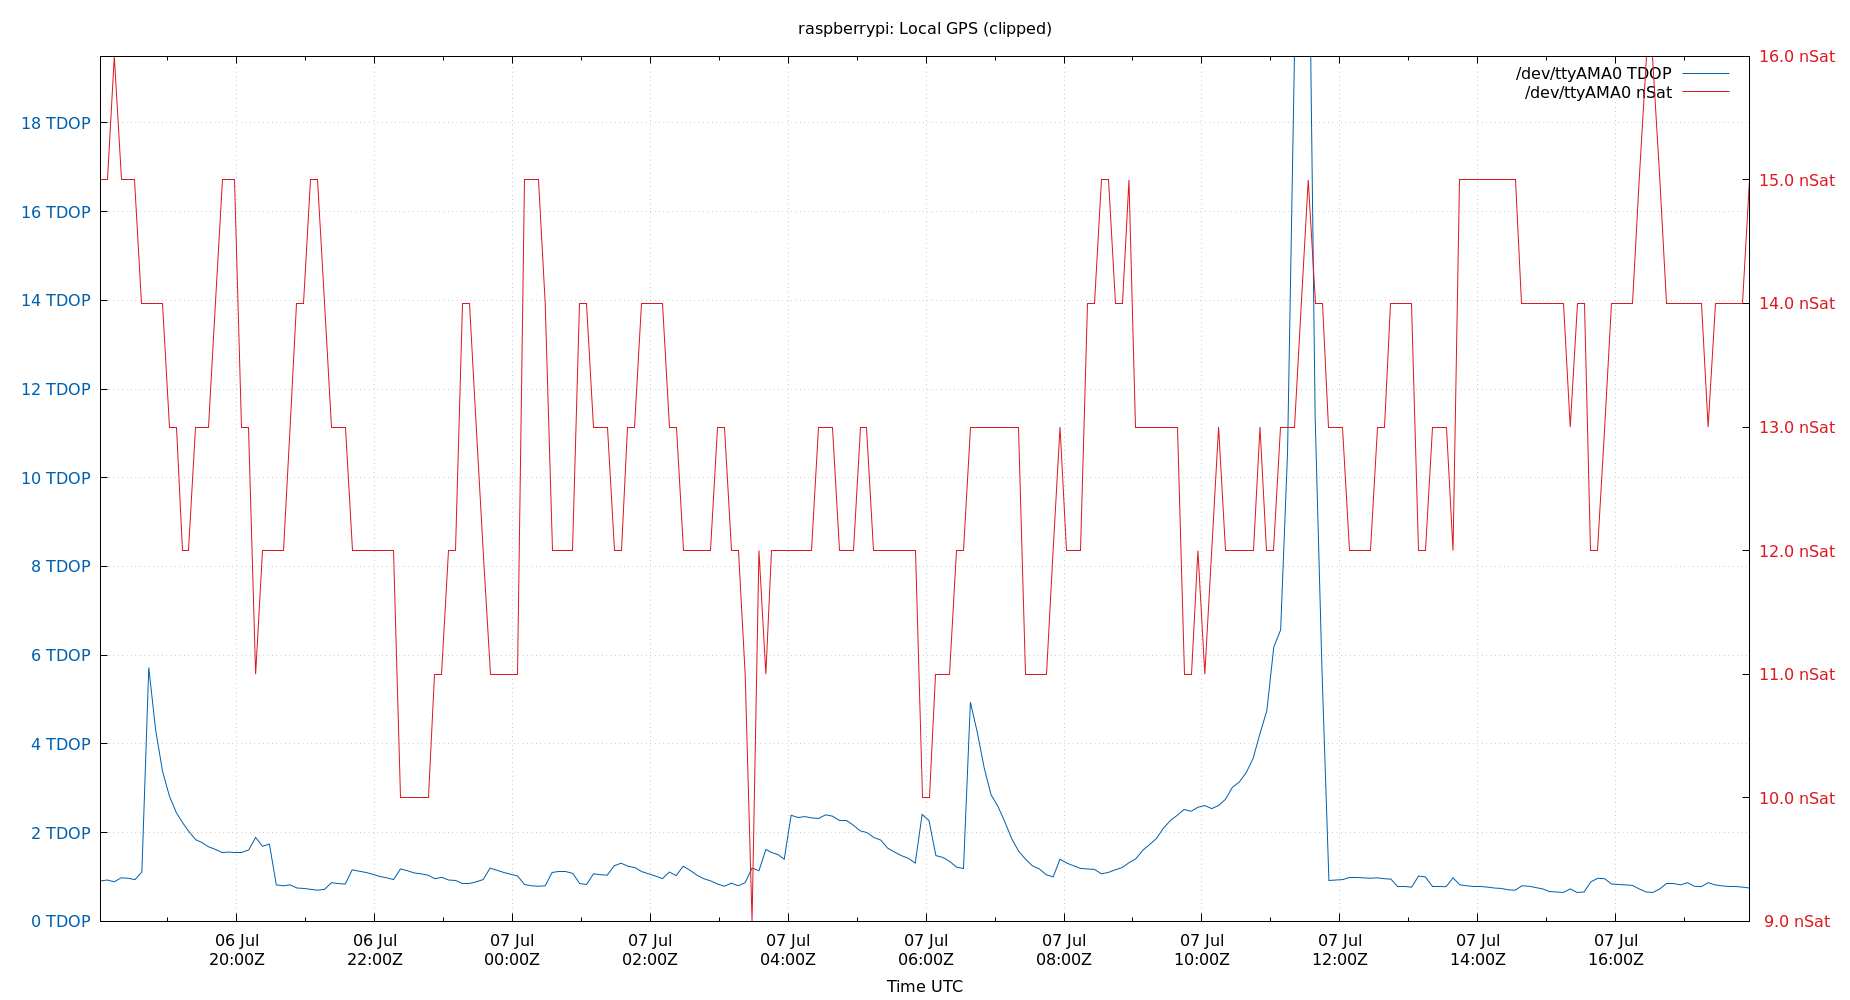 raspberrypi: Local GPS (clipped)
/dev/ttyAMA0 TDOP
/dev/ttyAMA0 nSat
18 TDOP
16 TDOP
14 TDOP
12 TDOP
10 TDOP
8 TDOP
6 TDOP
4 TDOP
2 TDOP
0 TDOP
16.0 nSat
15.0 nSat
14.0 nSat
13.0 nSat
12.0 nSat
11.0 nSat
10.0 nSat
9.0 nSat
06 Jul
20:00Z
06 Jul
22:00Z
07 Jul
00:00Z
07 Jul
02:00Z
07 Jul
04:00Z
07 Jul
06:00Z
07 Jul
08:00Z
07 Jul
10:00Z
07 Jul
12:00Z
07 Jul
14:00Z
07 Jul
16:00Z
Time UTC